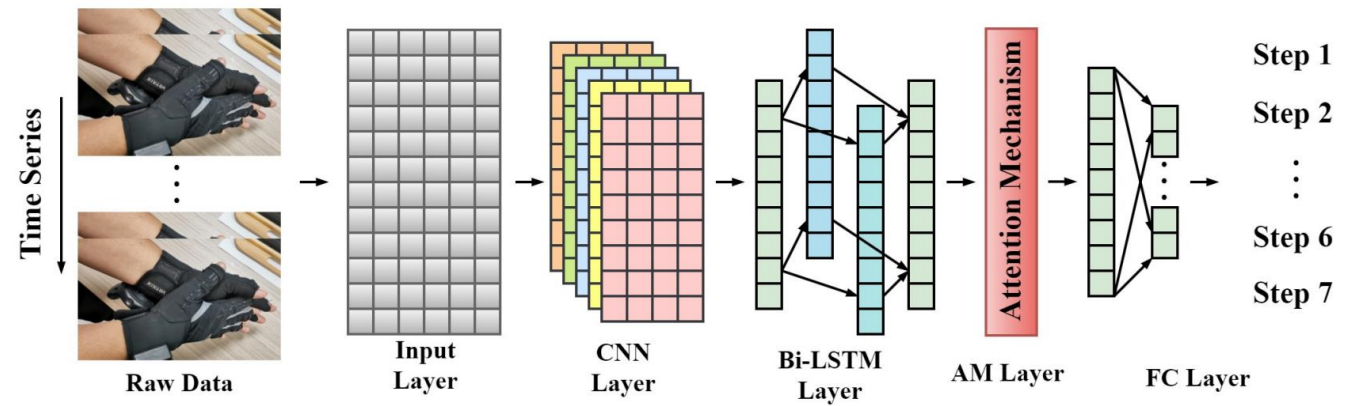 Time Series
Raw Data
Input
Layer
CNN
Layer
Bi-LSTM
Layer
Attention Mechanism
AM Layer
FC Layer
Step 1
Step 2
Step 6
Step 7